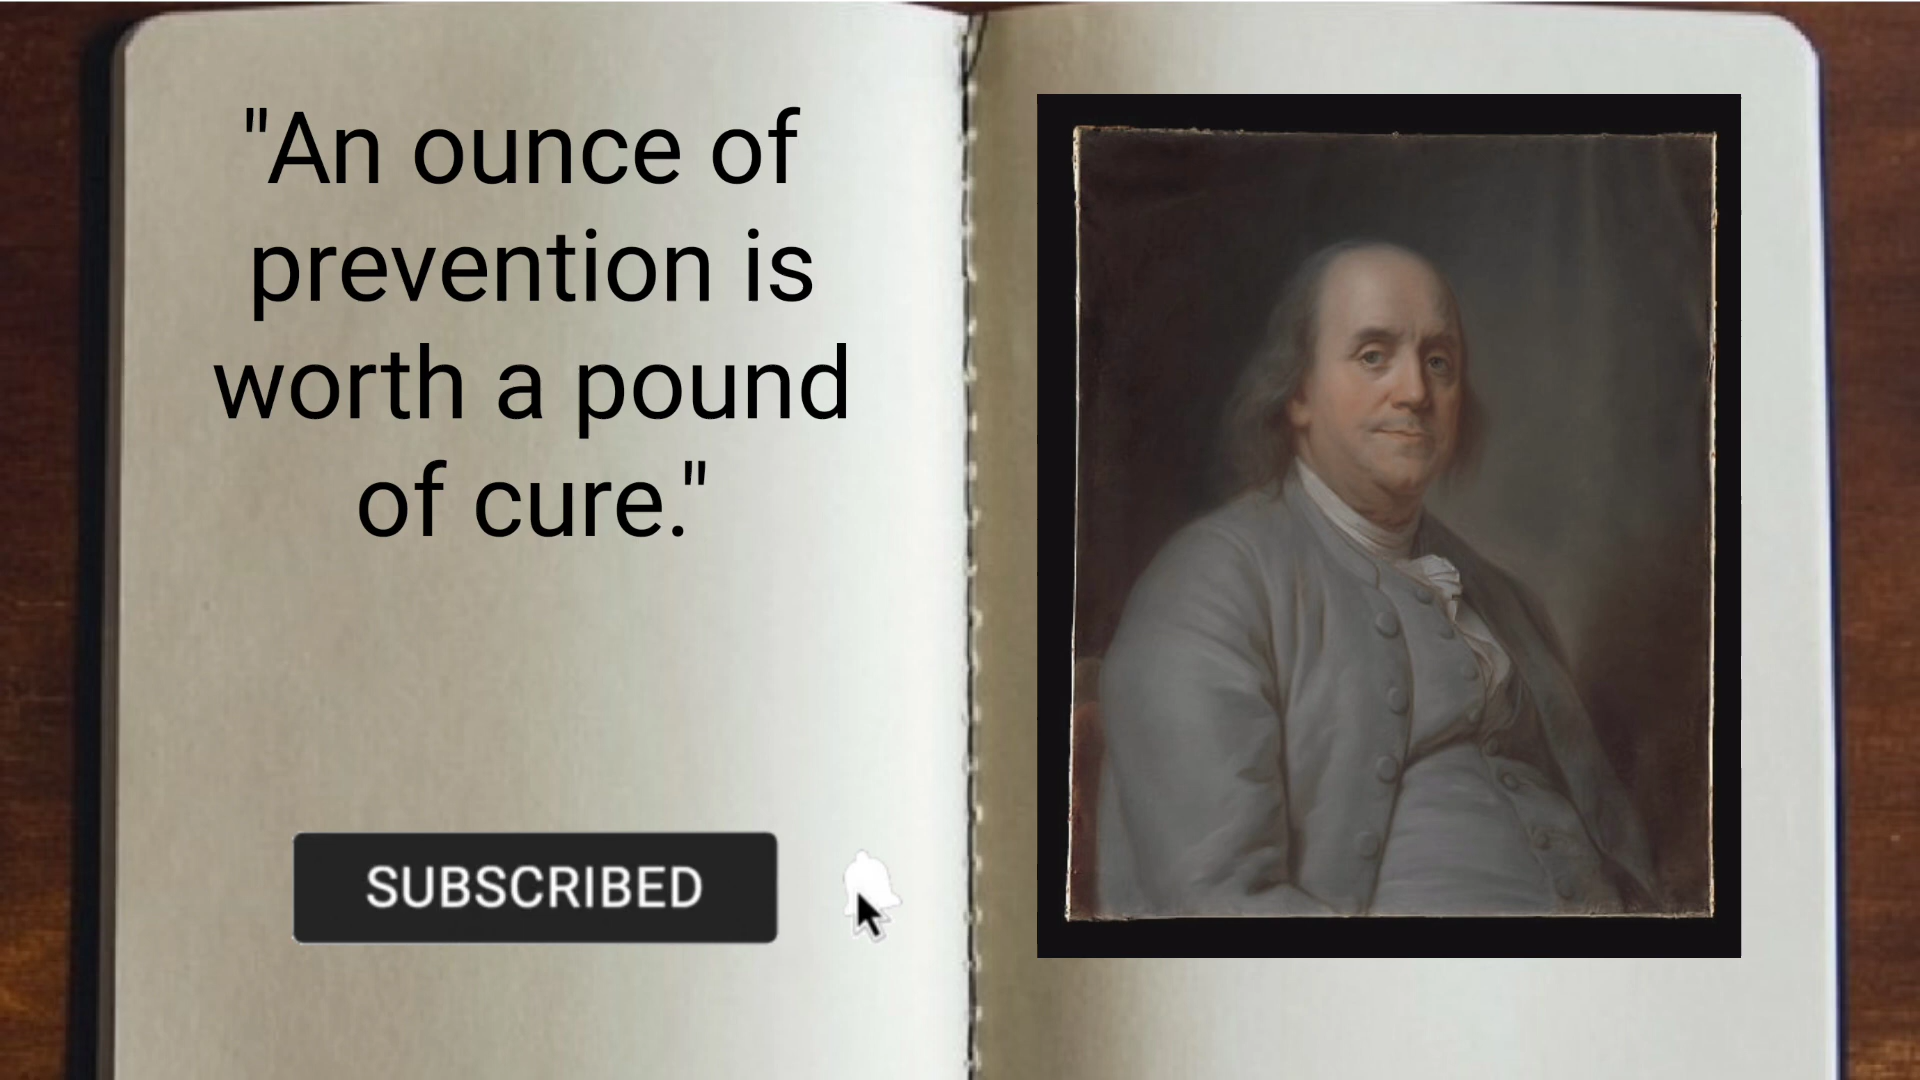 "An ounce of
prevention is
worth a pound
of cure."
SUBSCRIBED